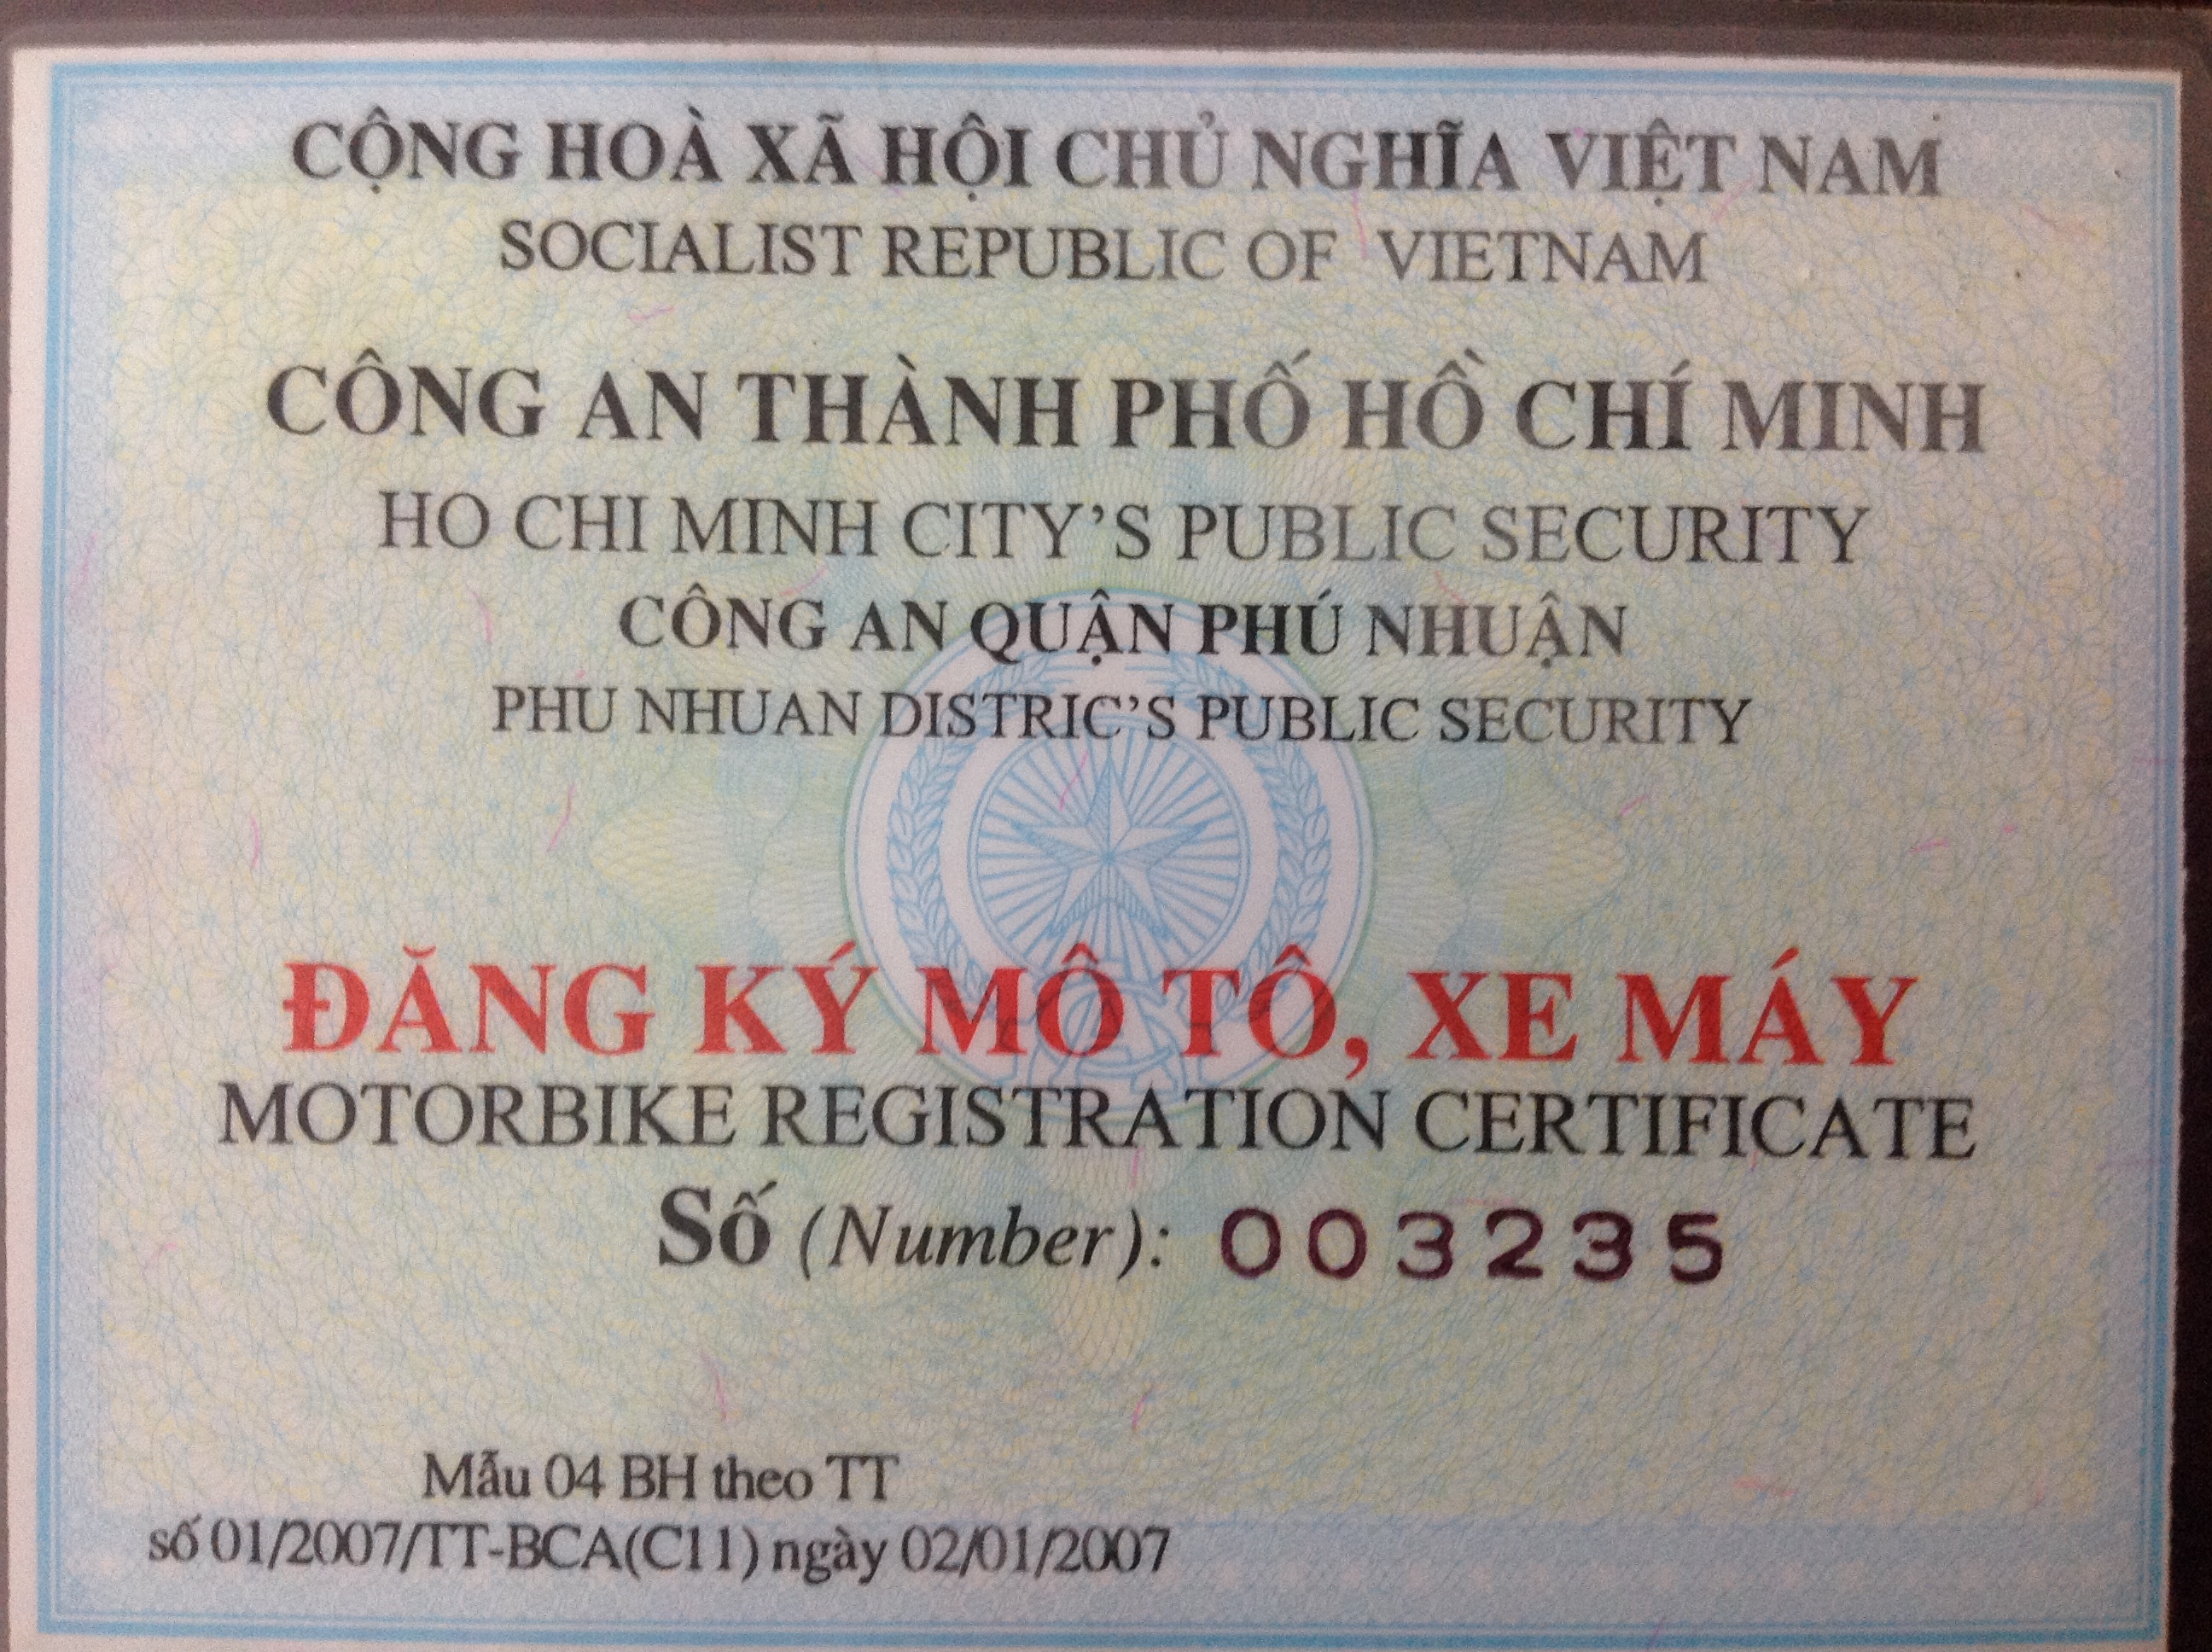 CỘNG HOÀ XÃ HỘI CHỦ NGHĨA VIỆT NAM
SOCIALIST REPUBLIC OF VIETNAM
CÔNG AN THÀNH PHỐ HỒ CHÍ MINH
HO CHI MINH CITY’S PUBLIC SECURITY
CÔNG AN QUẬN PHÚ NHUẬN
PHU NHUAN DISTRIC’S PUBLIC SECURITY
ĐĂNG KÝ MÔ TÔ, XE MÁY
MOTORBIKE REGISTRATION CERTIFICATE
Số (Number): 003235
Mẫu 04 BH theo TT
số 01/2007/TT-BCA(C11) ngày 02/01/2007